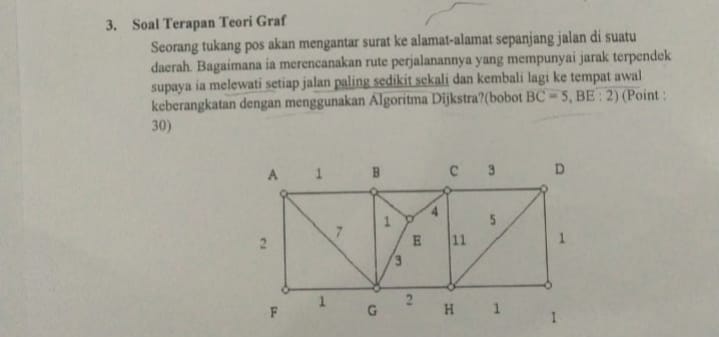 3. Soal Terapan Teori Graf
Seorang tukang pos akan mengantar surat ke alamat-alamat sepanjang jalan di suatu
daerah. Bagaimana ia merencanakan rute perjalanannya yang mempunyai jarak terpendek
supaya ia melewati setiap jalan paling sedikit sekali dan kembali lagi ke tempat awal
keberangkatan dengan menggunakan Algoritma Dijkstra?(bobot BC = 5, BE : 2) (Point :
30)
A 1 B C 3 D
1 4 5
2 7 E 11 1
3
F 1 G 2 H 1 I